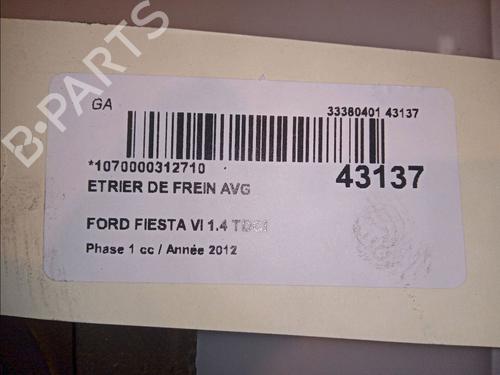 B-PARTS
GA
33380401 43137
*1070000312710
43137
ETRIER DE FREIN AVG
FORD FIESTA VI 1.4 TDCI
Phase 1 cc / Année 2012